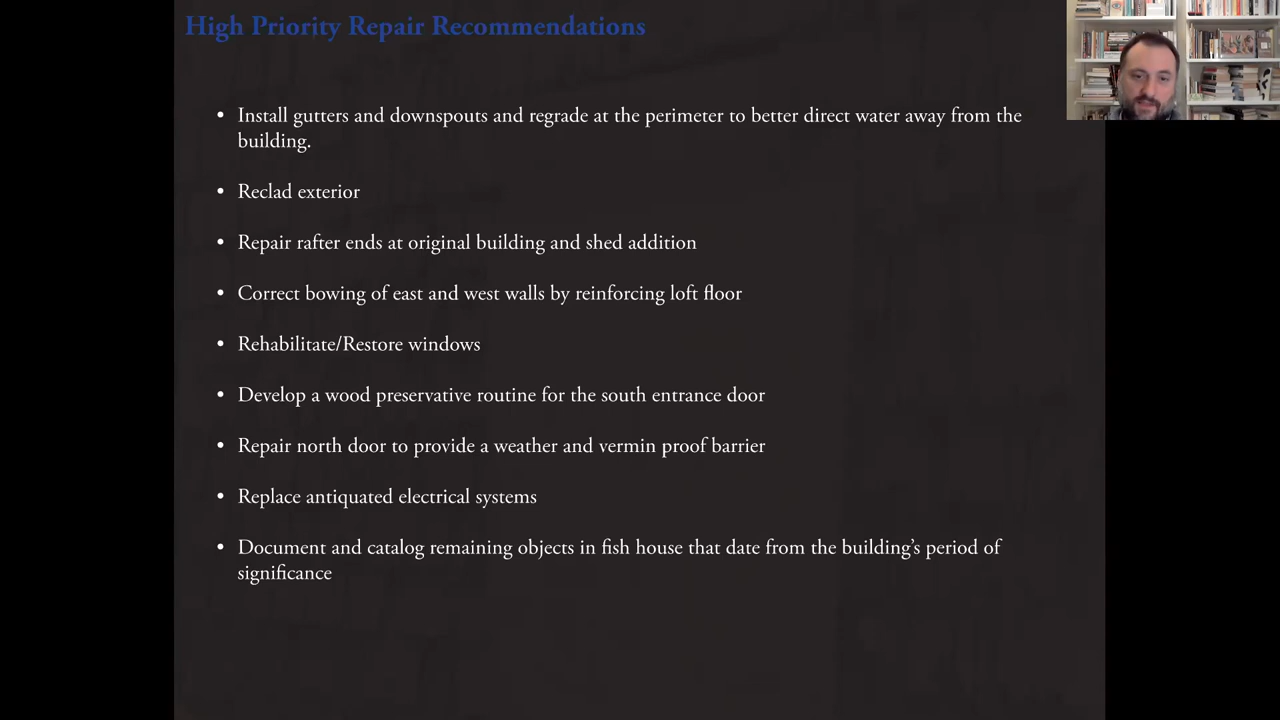 High Priority Repair Recommendations
• Install gutters and downspouts and regrade at the perimeter to better direct water away from the
building.
• Reclad exterior
• Repair rafter ends at original building and shed addition
• Correct bowing of east and west walls by reinforcing loft floor
• Rehabilitate/Restore windows
• Develop a wood preservative routine for the south entrance door
• Repair north door to provide a weather and vermin proof barrier
• Replace antiquated electrical systems
• Document and catalog remaining objects in fish house that date from the building’s period of
significance